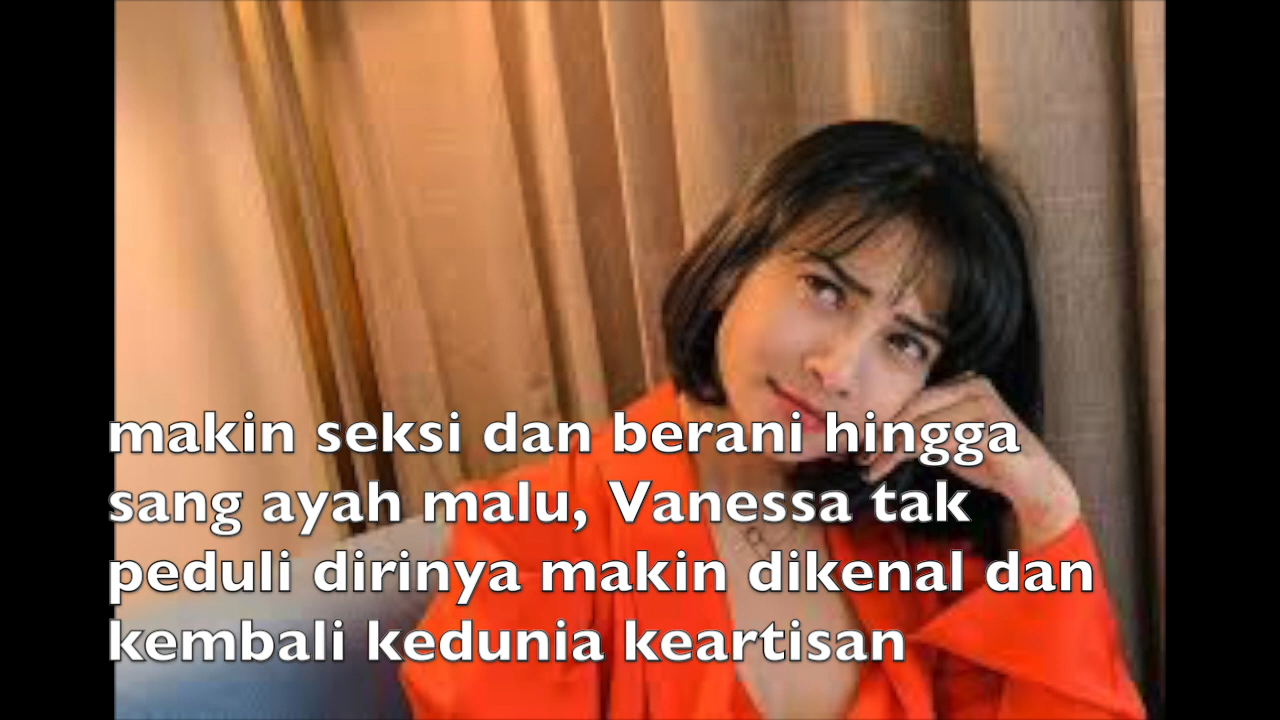 makin seksi dan berani hingga
sang ayah malu, Vanessa tak
peduli dirinya makin dikenal dan
kembali kedunia keartisan